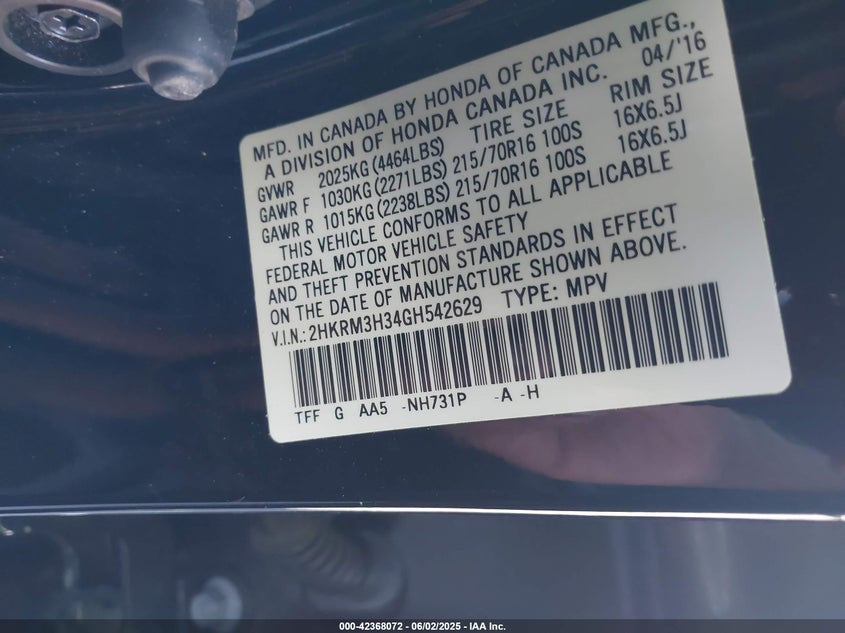 MFD. IN CANADA BY HONDA OF CANADA MFG.,
A DIVISION OF HONDA CANADA INC. 04/'16
GVWR 2025KG (4464LBS) TIRE SIZE RIM SIZE
GAWR F 1030KG (2271LBS) 215/70R16 100S 16X6.5J
GAWR R 1015KG (2238LBS) 215/70R16 100S 16X6.5J
THIS VEHICLE CONFORMS TO ALL APPLICABLE
FEDERAL MOTOR VEHICLE SAFETY
AND THEFT PREVENTION STANDARDS IN EFFECT
ON THE DATE OF MANUFACTURE SHOWN ABOVE.
V.I.N.: 2HKRM3H34GH542629 TYPE: MPV
TFF G AA5 -NH731P -A -H
000-42368072 - 06/02/2025 - IAA Inc.